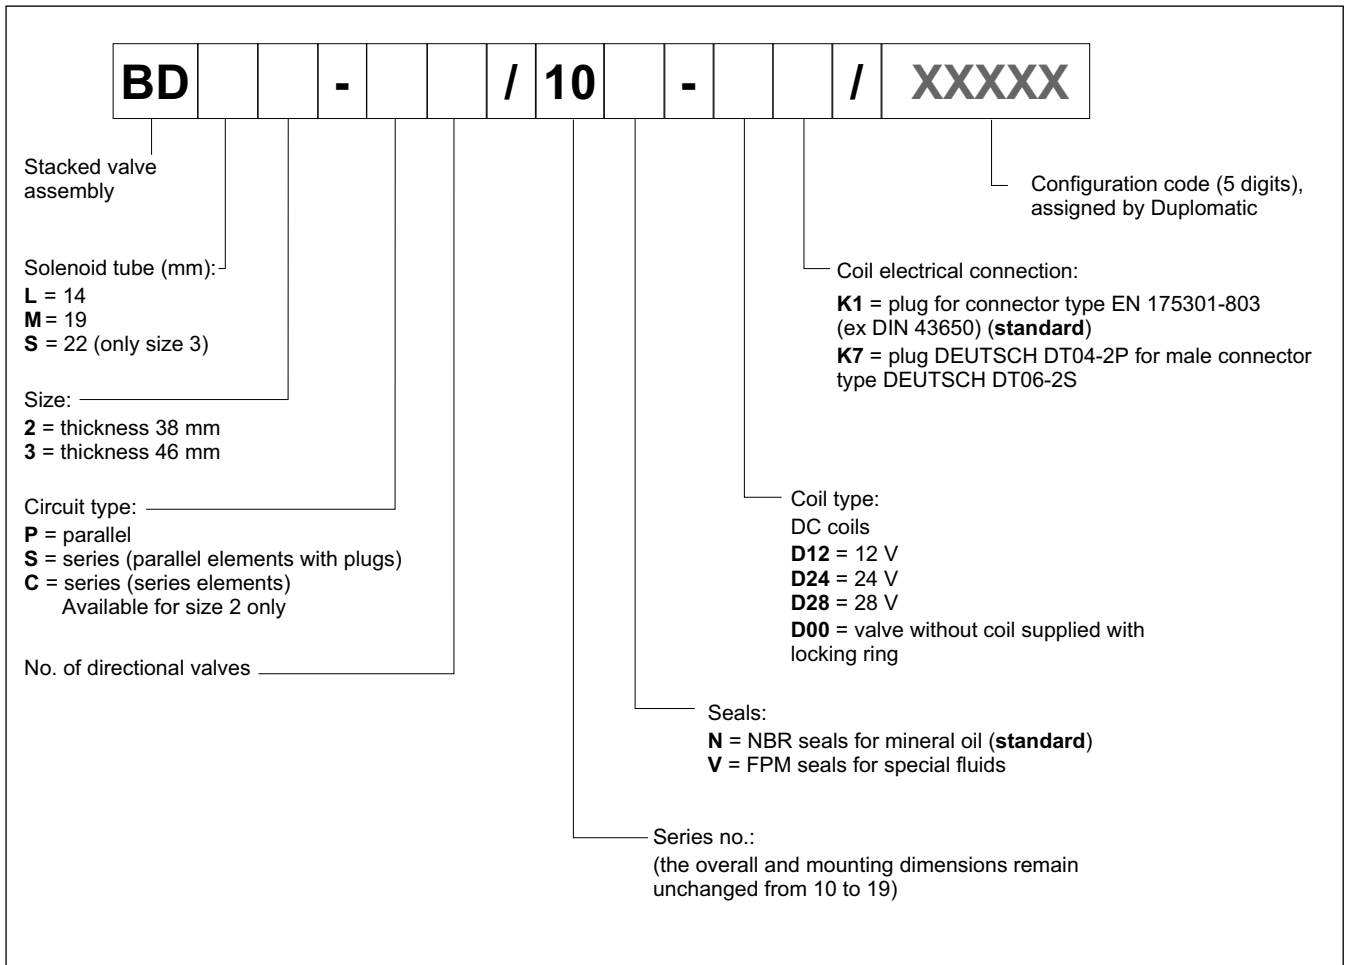 BD - / 10 - / XXXXX
Stacked valve
assembly
Configuration code (5 digits),
assigned by Duplomatic
Solenoid tube (mm):
L = 14
M = 19
S = 22 (only size 3)
Coil electrical connection:
K1 = plug for connector type EN 175301-803
(ex DIN 43650) (standard)
K7 = plug DEUTSCH DT04-2P for male connector
type DEUTSCH DT06-2S
Size:
2 = thickness 38 mm
3 = thickness 46 mm
Circuit type:
P = parallel
S = series (parallel elements with plugs)
C = series (series elements)
Available for size 2 only
Coil type:
DC coils
D12 = 12 V
D24 = 24 V
D28 = 28 V
D00 = valve without coil supplied with
locking ring
No. of directional valves
Seals:
N = NBR seals for mineral oil (standard)
V = FPM seals for special fluids
Series no.:
(the overall and mounting dimensions remain
unchanged from 10 to 19)